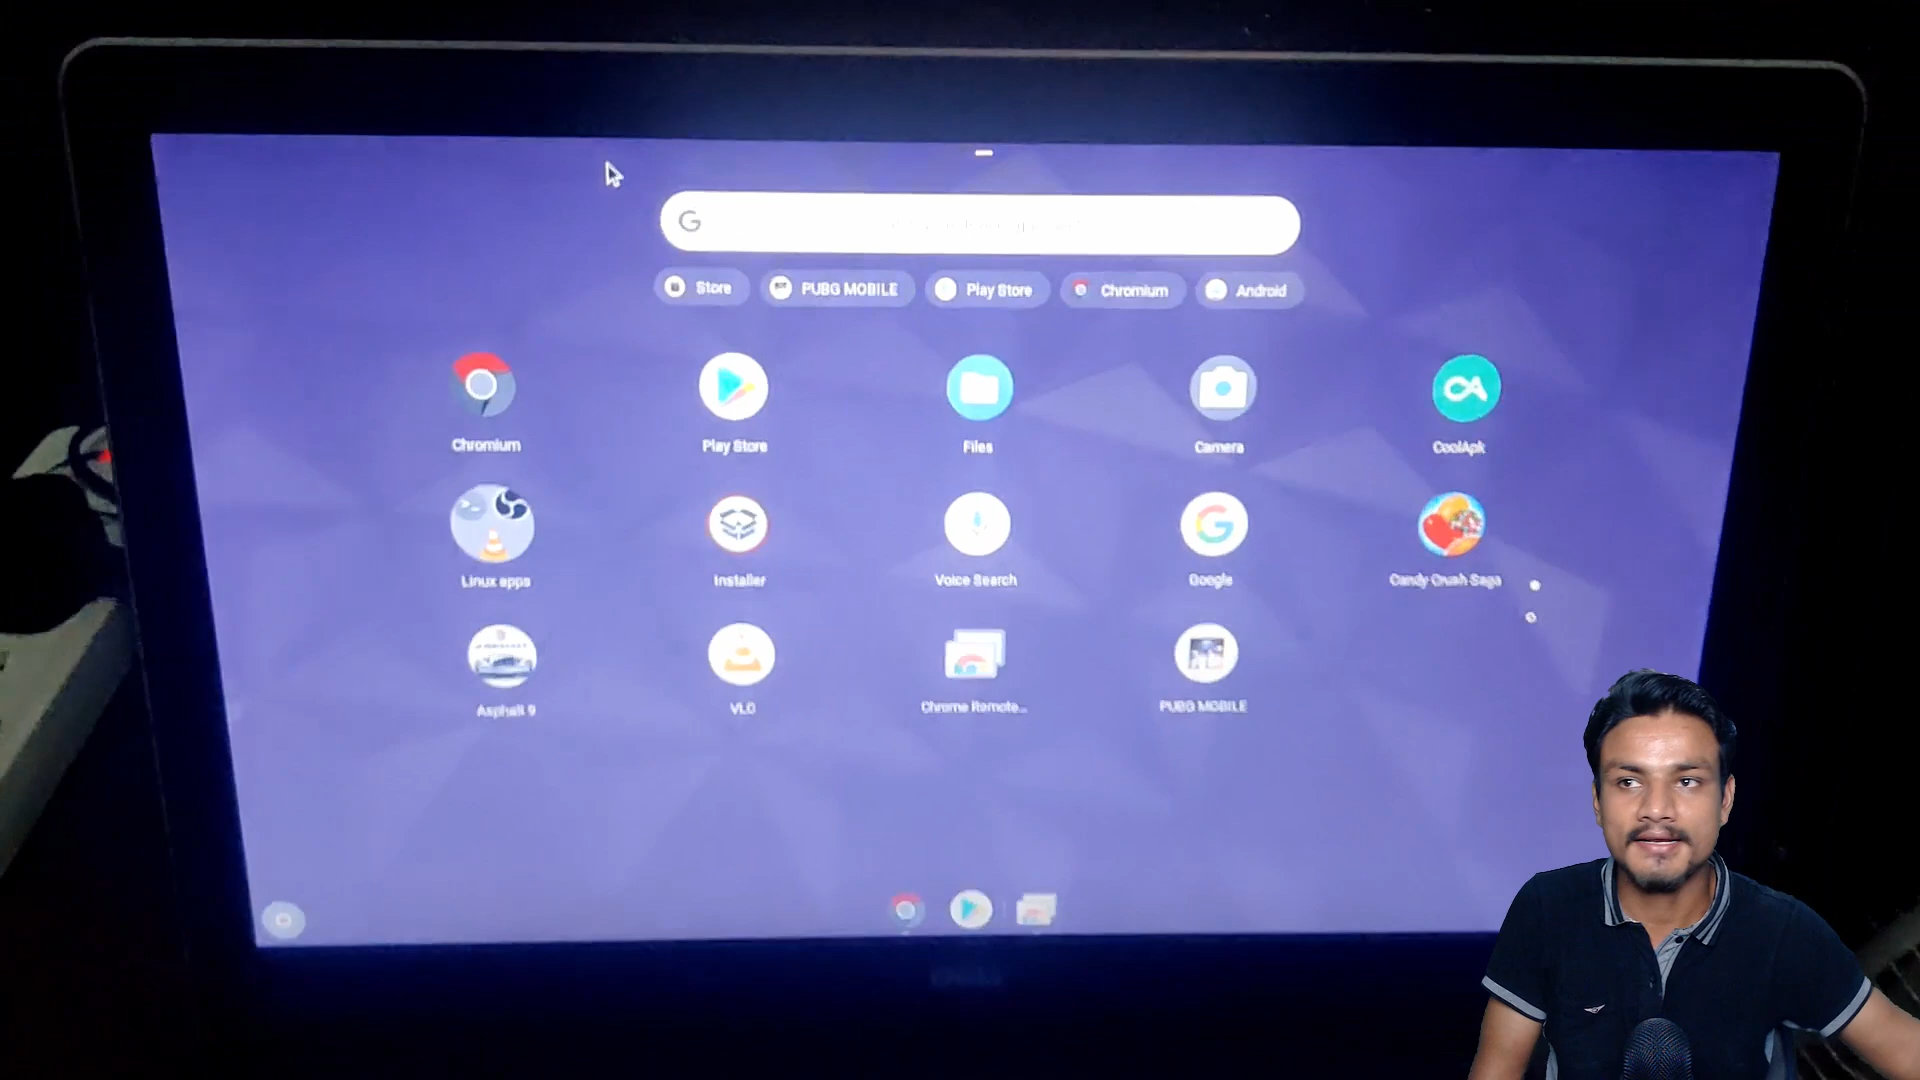 Store PUBG MOBILE Play Store Chromium Android
Chromium Play Store Files Camera CoolApk
Linux apps Installer Voice Search Google Candy Crush Saga
Asphalt 9 VLC Chrome Remote... PUBG MOBILE